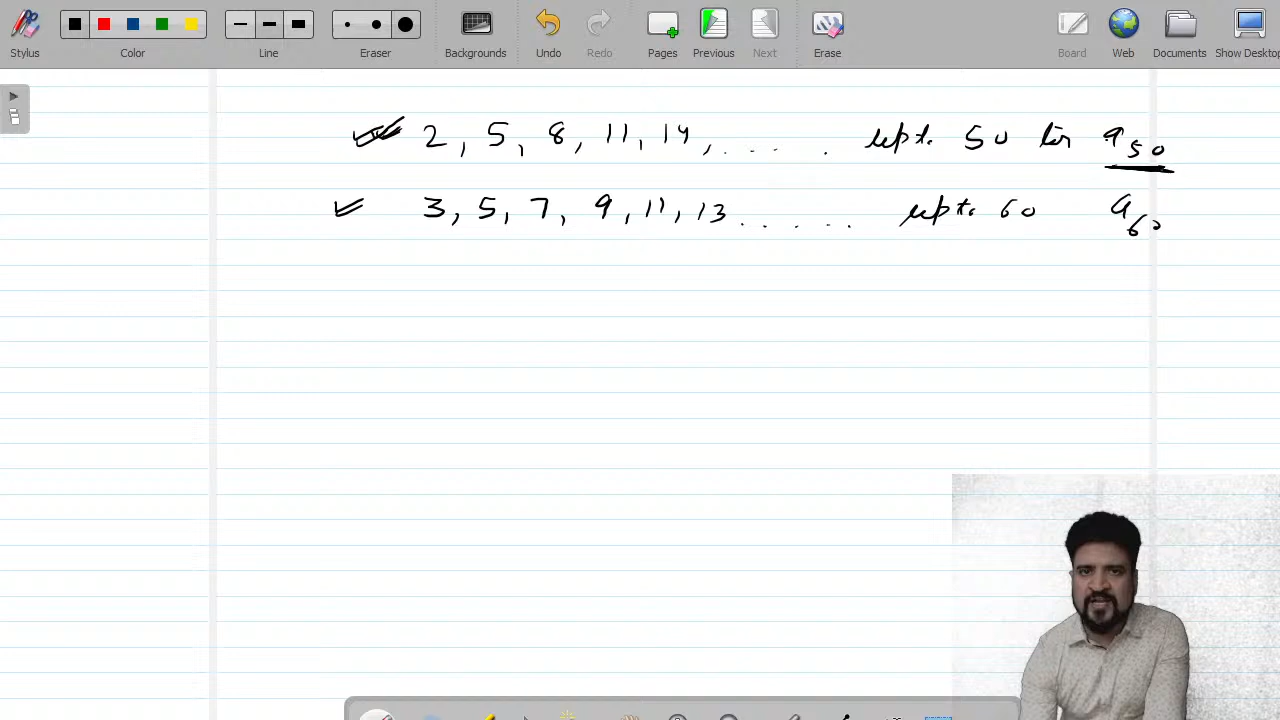 Stylus Color Line Eraser Backgrounds Undo Redo Pages Previous Next Erase Board Web Documents Show Desktop
2, 5, 8, 11, 14, ..... upto 50 a50
3, 5, 7, 9, 11, 13 ..... upto 60 a60